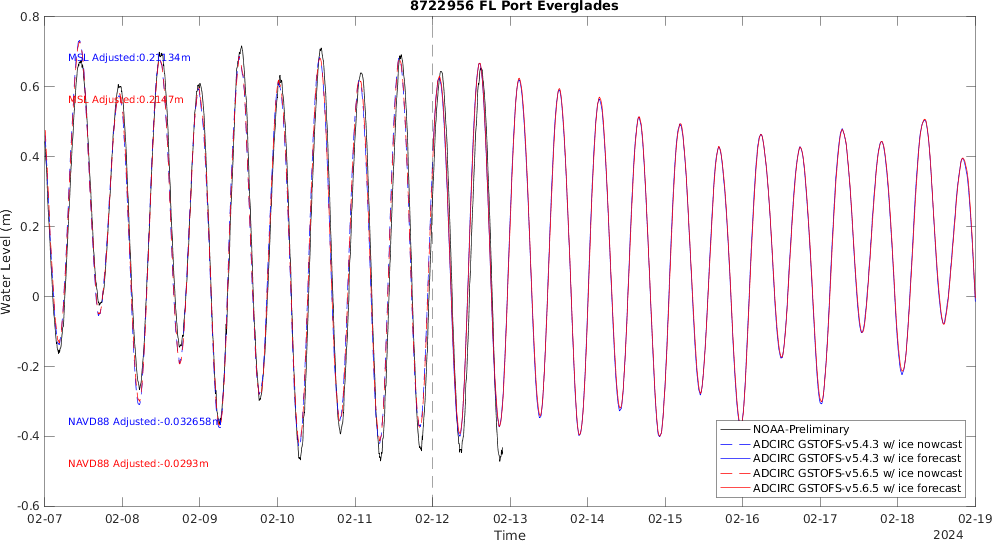 8722956 FL Port Everglades
0.8
0.6
0.4
0.2
0
-0.2
-0.4
-0.6
Water Level (m)
MSL Adjusted:0.21134m
MSL Adjusted:0.2147m
NAVD88 Adjusted:-0.032658m
NAVD88 Adjusted:-0.0293m
NOAA-Preliminary
ADCIRC GSTOFS-v5.4.3 w/ ice nowcast
ADCIRC GSTOFS-v5.4.3 w/ ice forecast
ADCIRC GSTOFS-v5.6.5 w/ ice nowcast
ADCIRC GSTOFS-v5.6.5 w/ ice forecast
02-07 02-08 02-09 02-10 02-11 02-12 02-13 02-14 02-15 02-16 02-17 02-18 02-19
Time
2024